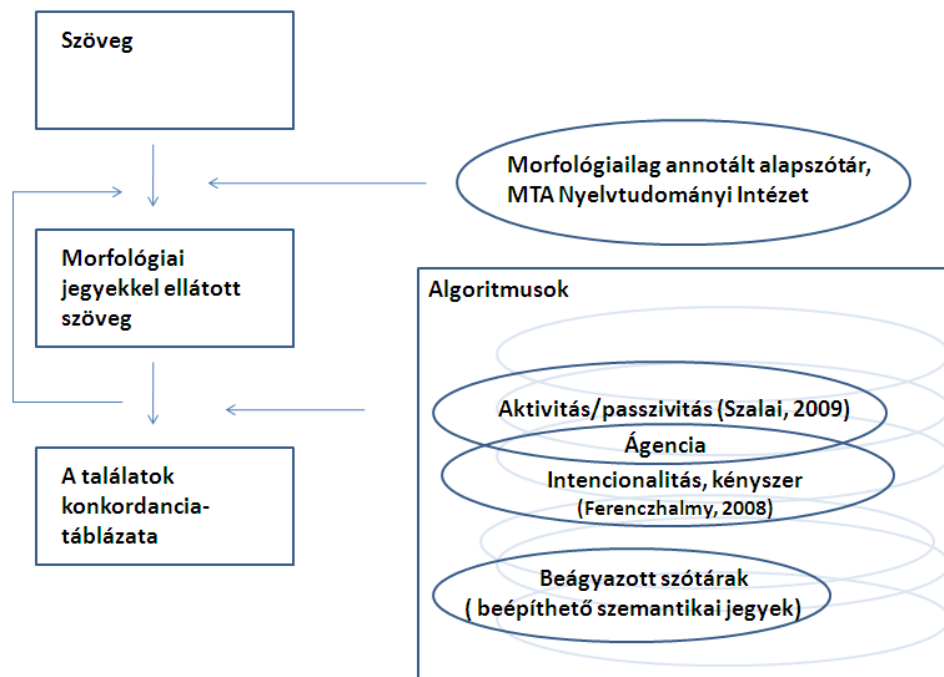 Szöveg
Morfológiailag annotált alapszótár,
MTA Nyelvtudományi Intézet
Morfológiai
jegyekkel ellátott
szöveg
Algoritmusok
Aktivitás/passzivitás (Szalai, 2009)
Ágencia
Intencionalitás, kényszer
(Ferenczhalmy, 2008)
A találatok
konkordancia-
táblázata
Beágyazott szótárak
( beépíthető szemantikai jegyek)